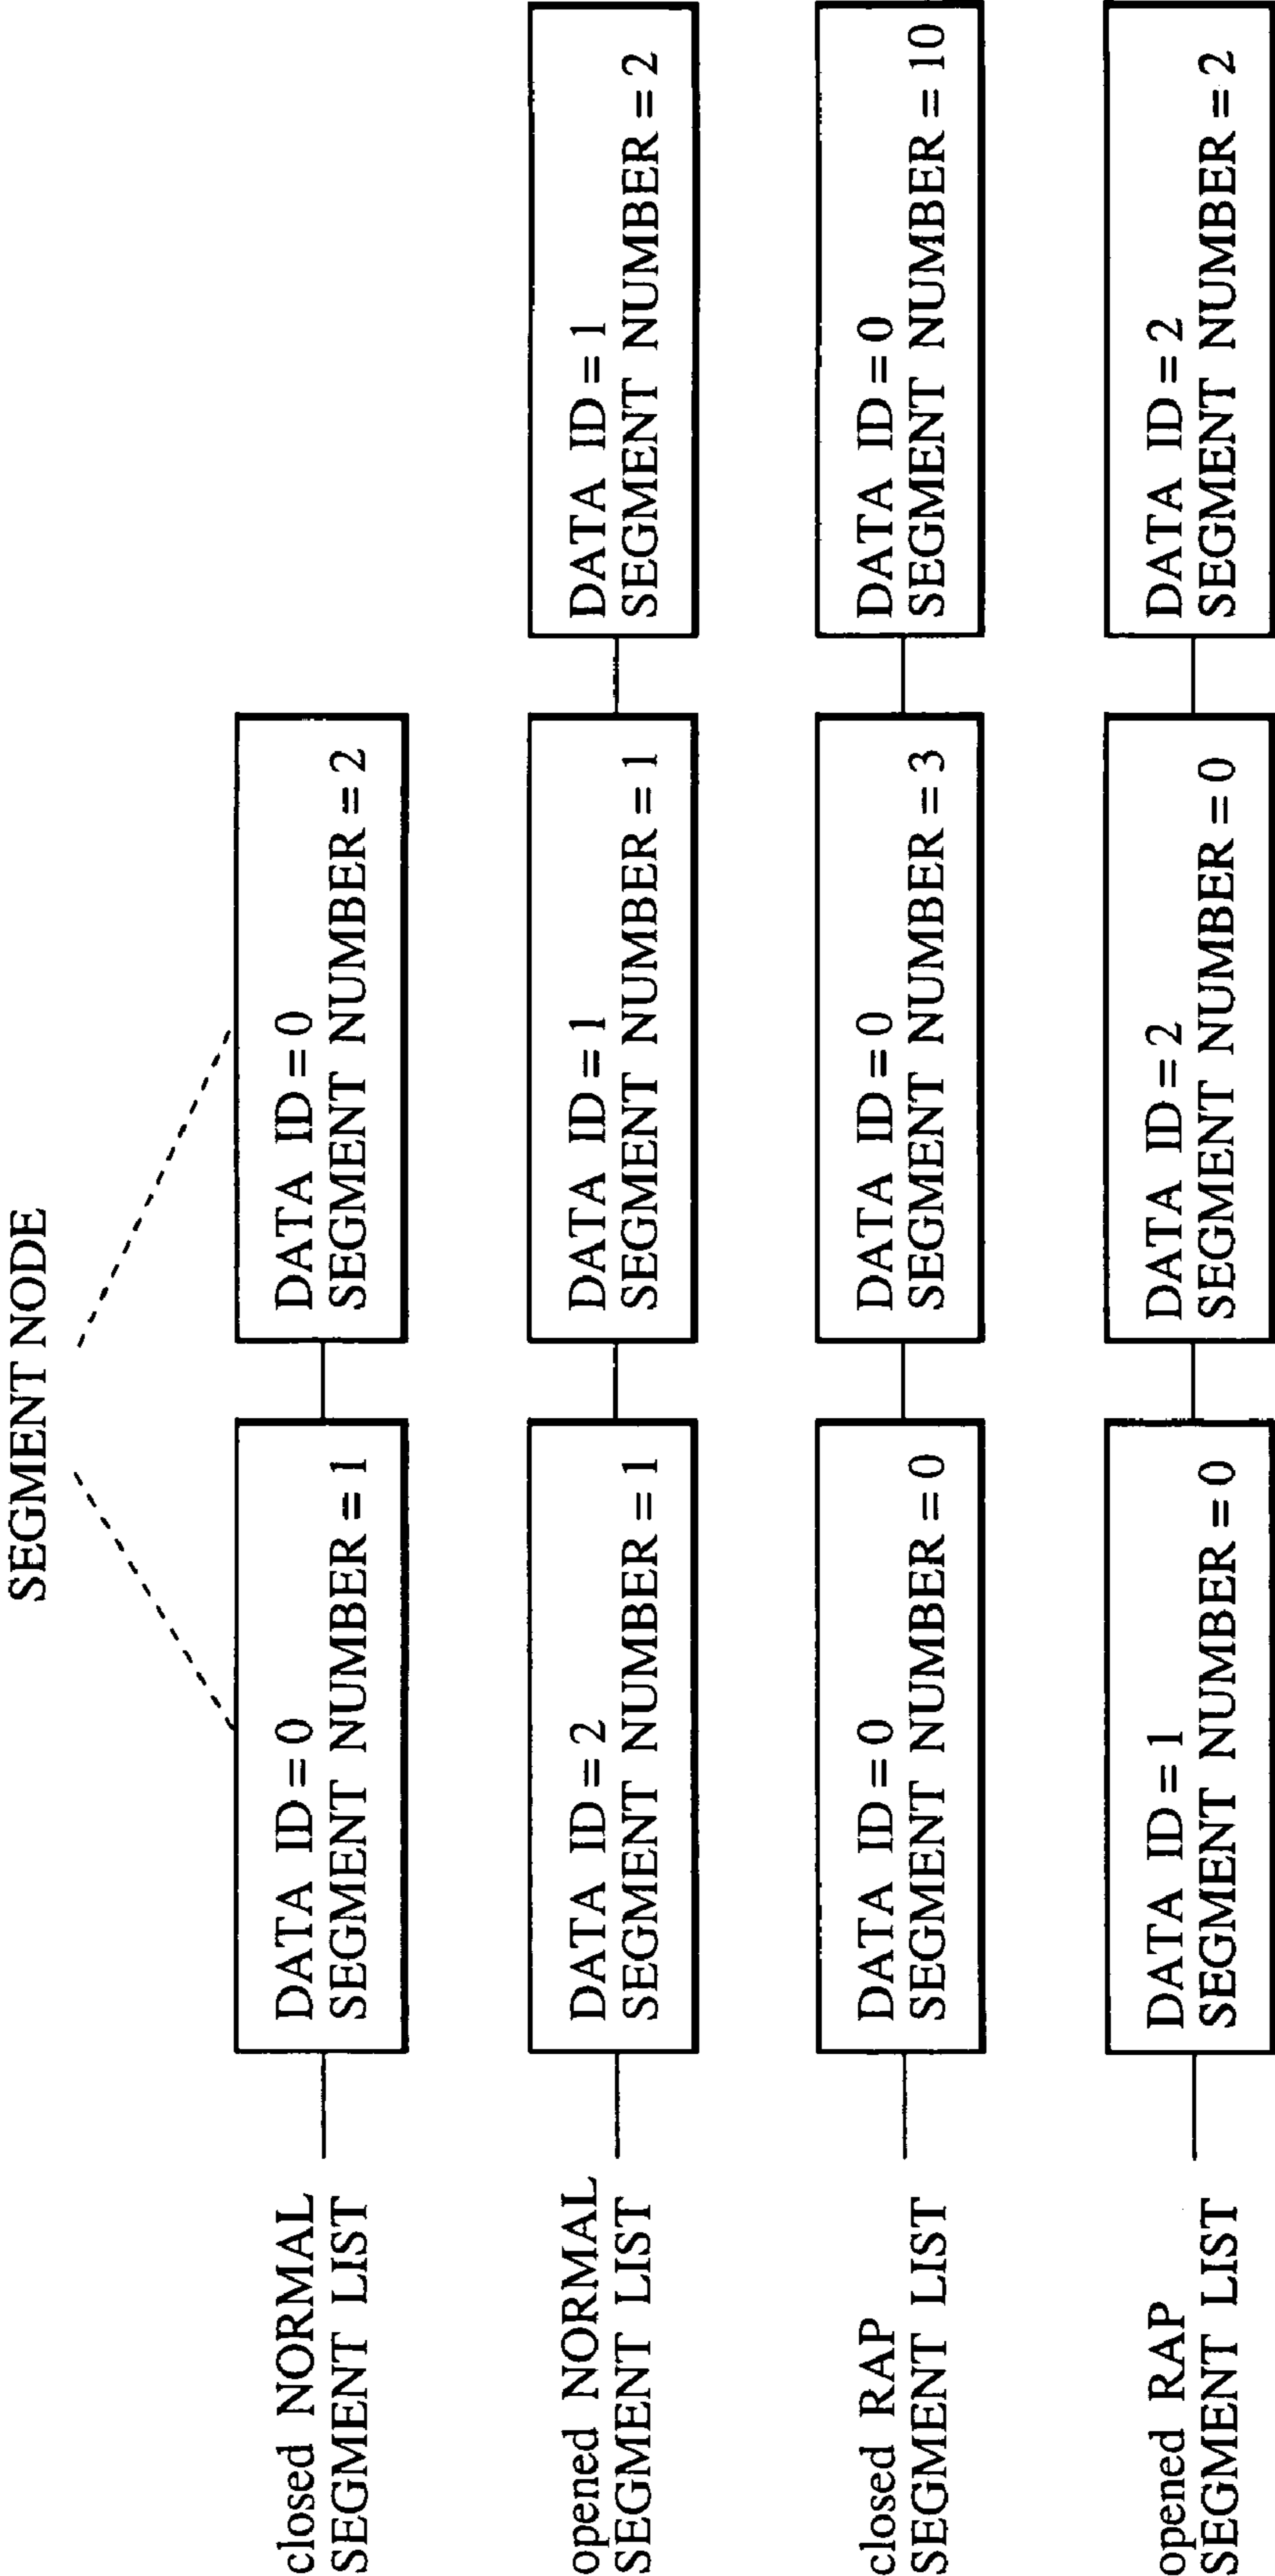 SEGMENT NODE
closed NORMAL
SEGMENT LIST
DATA ID = 0
SEGMENT NUMBER = 1
DATA ID = 0
SEGMENT NUMBER = 2
opened NORMAL
SEGMENT LIST
DATA ID = 2
SEGMENT NUMBER = 1
DATA ID = 1
SEGMENT NUMBER = 1
DATA ID = 1
SEGMENT NUMBER = 2
closed RAP
SEGMENT LIST
DATA ID = 0
SEGMENT NUMBER = 0
DATA ID = 0
SEGMENT NUMBER = 3
DATA ID = 0
SEGMENT NUMBER = 10
opened RAP
SEGMENT LIST
DATA ID = 1
SEGMENT NUMBER = 0
DATA ID = 2
SEGMENT NUMBER = 0
DATA ID = 2
SEGMENT NUMBER = 2